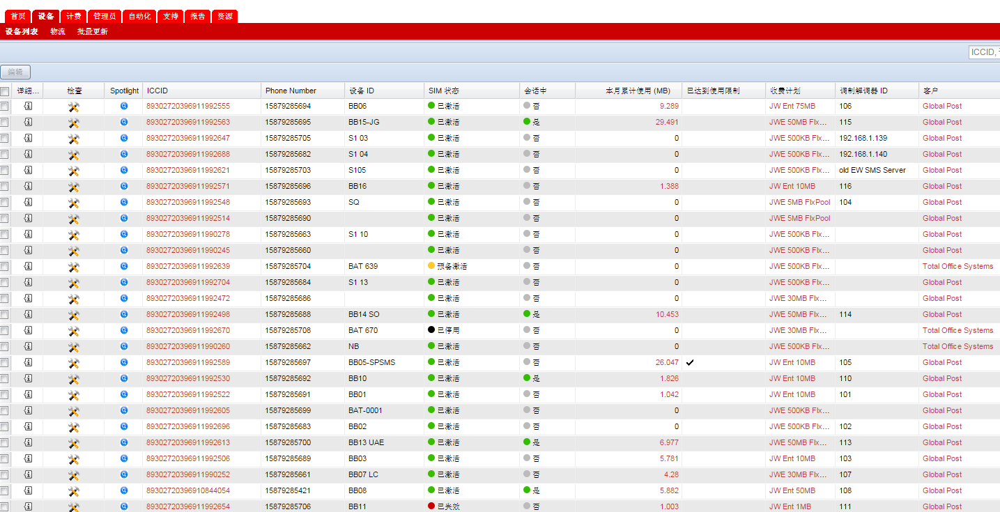 首页 设备 计费 管理员 自动化 支持 报告 资源
设备列表 物流 批量更新
ICCID,
编辑
详细... 检查 Spotlight ICCID Phone Number 设备 ID SIM 状态 会话中 本月累计使用 (MB) 已达到使用限制 收费计划 调制解调器 ID 客户
89302720396911992555 15879285694 BB06 已激活 否 9.289 JW Ent 75MB 106 Global Post
89302720396911992563 15879285695 BB15-JG 已激活 是 29.491 JWE 50MB Flx... 115 Global Post
89302720396911992647 15879285705 S1 03 已激活 否 0 JWE 500KB Flx... 192.168.1.139 Global Post
89302720396911992688 15879285682 S1 04 已激活 否 0 JWE 500KB Flx... 192.168.1.140 Global Post
89302720396911992621 15879285703 S105 已激活 否 0 JWE 500KB Flx... old EW SMS Server Global Post
89302720396911992571 15879285696 BB16 已激活 否 1.388 JW Ent 10MB 116 Global Post
89302720396911992548 15879285693 SQ 已激活 否 0 JWE 5MB FlxPool 104 Global Post
89302720396911992514 15879285690 已激活 否 0 JWE 5MB FlxPool Global Post
89302720396911990278 15879285663 S1 10 已激活 否 0 JWE 500KB Flx... Global Post
89302720396911990245 15879285660 已激活 否 0 JWE 500KB Flx... Global Post
89302720396911992639 15879285704 BAT 639 预备激活 否 0 JWE 500KB Flx... Total Office Systems
89302720396911992704 15879285684 S1 13 已激活 否 0 JWE 500KB Flx... Global Post
89302720396911992472 15879285686 已激活 否 0 JWE 30MB Flx... Global Post
89302720396911992498 15879285688 BB14 SO 已激活 是 10.453 JWE 50MB Flx... 114 Global Post
89302720396911992670 15879285708 BAT 670 已停用 否 0 JWE 30MB Flx... Total Office Systems
89302720396911990260 15879285662 NB 已激活 否 0 JWE 500KB Flx... Total Office Systems
89302720396911992589 15879285697 BB05-SPSMS 已激活 否 26.047 ✔ JW Ent 10MB 105 Global Post
89302720396911992530 15879285692 BB10 已激活 是 1.826 JW Ent 10MB 110 Global Post
89302720396911992522 15879285691 BB01 已激活 否 1.042 JW Ent 10MB 101 Global Post
89302720396911992605 15879285699 BAT-0001 已激活 否 0 JWE 500KB Flx... Global Post
89302720396911992696 15879285683 BB02 已激活 否 0 JWE 500KB Flx... 102 Global Post
89302720396911992613 15879285700 BB13 UAE 已激活 是 6.977 JWE 50MB Flx... 113 Global Post
89302720396911992506 15879285689 BB03 已激活 否 5.781 JW Ent 10MB 103 Global Post
89302720396911990252 15879285661 BB07 LC 已激活 否 4.28 JWE 30MB Flx... 107 Global Post
89302720396910844054 15879285421 BB08 已激活 是 5.882 JW Ent 50MB 108 Global Post
89302720396911992654 15879285706 BB11 已失效 否 1.003 JW Ent 1MB 111 Global Post